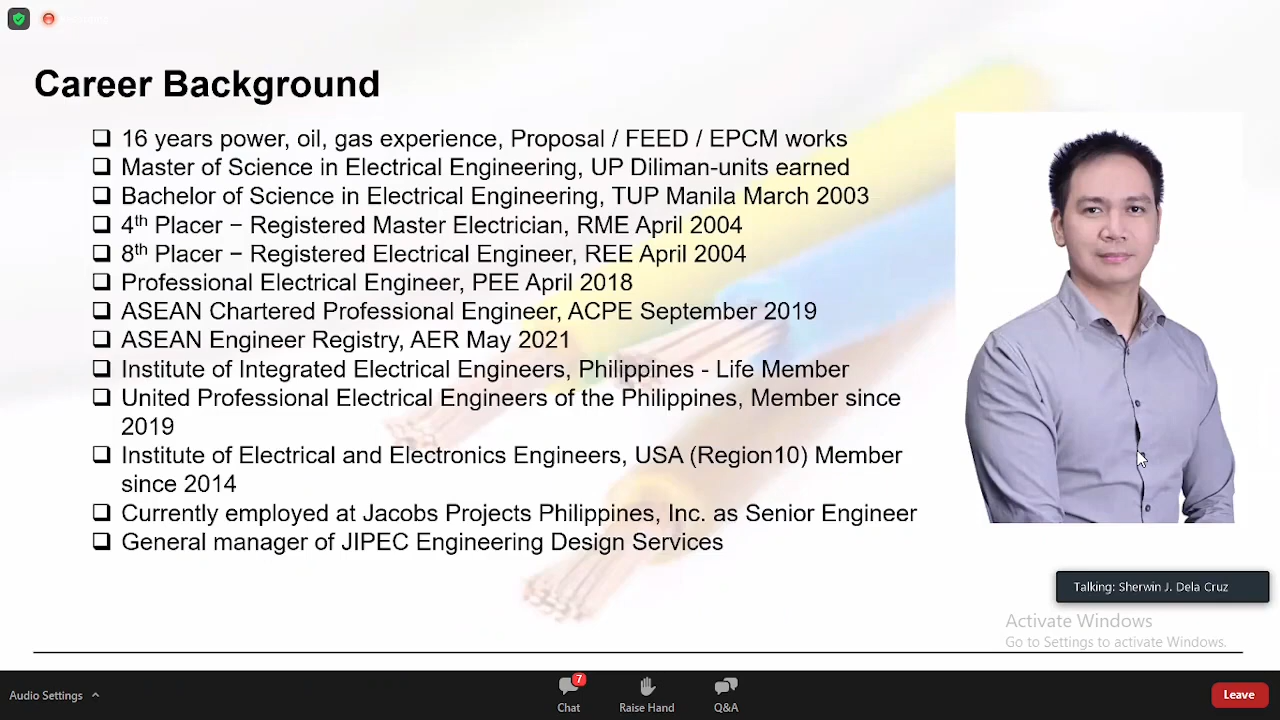 Career Background
❑ 16 years power, oil, gas experience, Proposal / FEED / EPCM works
❑ Master of Science in Electrical Engineering, UP Diliman-units earned
❑ Bachelor of Science in Electrical Engineering, TUP Manila March 2003
❑ 4th Placer – Registered Master Electrician, RME April 2004
❑ 8th Placer – Registered Electrical Engineer, REE April 2004
❑ Professional Electrical Engineer, PEE April 2018
❑ ASEAN Chartered Professional Engineer, ACPE September 2019
❑ ASEAN Engineer Registry, AER May 2021
❑ Institute of Integrated Electrical Engineers, Philippines - Life Member
❑ United Professional Electrical Engineers of the Philippines, Member since
2019
❑ Institute of Electrical and Electronics Engineers, USA (Region10) Member
since 2014
❑ Currently employed at Jacobs Projects Philippines, Inc. as Senior Engineer
❑ General manager of JIPEC Engineering Design Services
Talking: Sherwin J. Dela Cruz
Activate Windows
Go to Settings to activate Windows.
Audio Settings
7
Chat
Raise Hand
Q&A
Leave